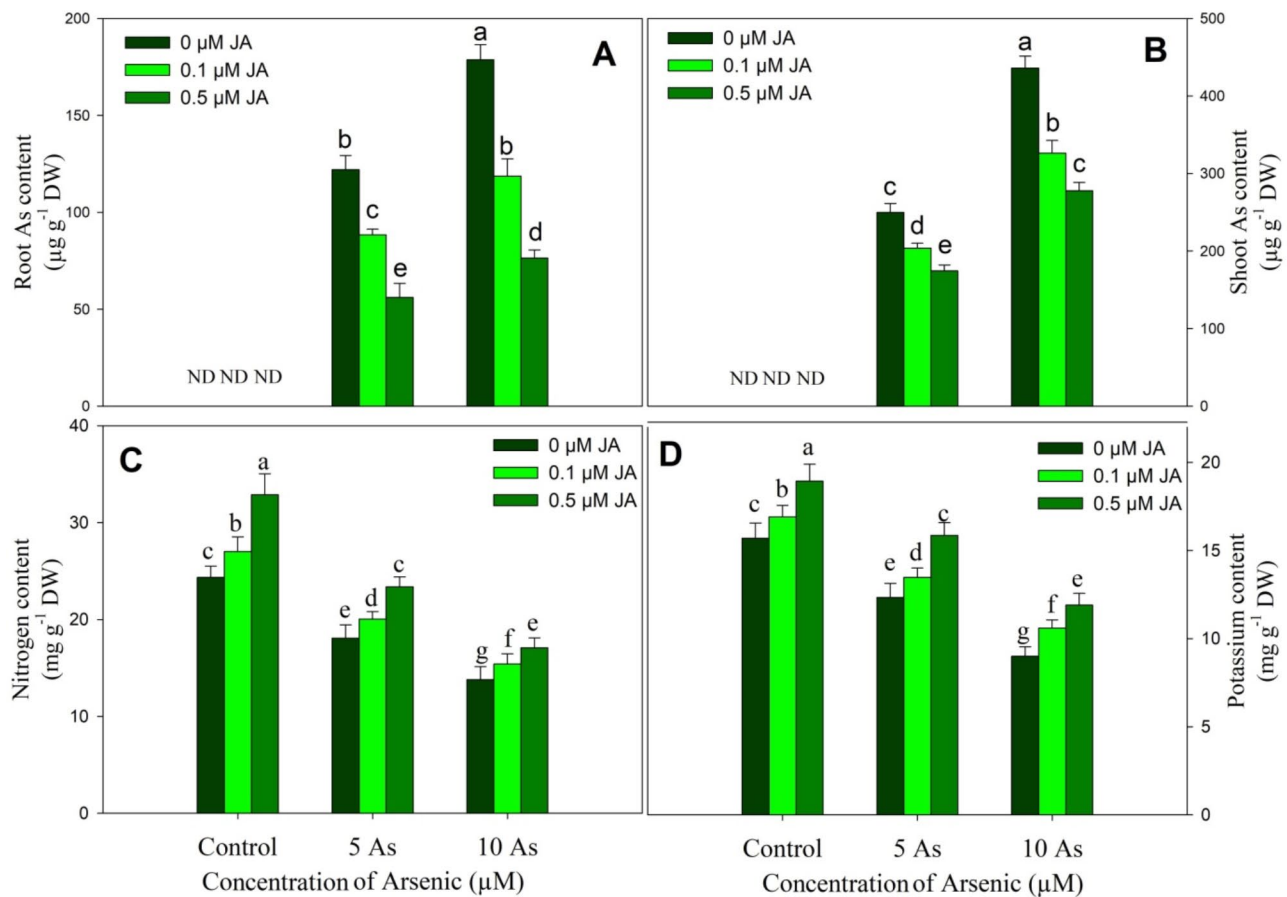 200
150
100
50
0
Root As content
(µg g-1 DW)
0 µM JA
0.1 µM JA
0.5 µM JA
A
ND ND ND
b
c
e
a
b
d
0 µM JA
0.1 µM JA
0.5 µM JA
B
ND ND ND
c
d
e
a
b
c
500
400
300
200
100
0
Shoot As content
(µg g-1 DW)
40
30
20
10
0
Nitrogen content
(mg g-1 DW)
C
0 µM JA
0.1 µM JA
0.5 µM JA
c
b
a
e
d
c
g
f
e
Control
5 As
10 As
Concentration of Arsenic (µM)
D
0 µM JA
0.1 µM JA
0.5 µM JA
c
b
a
e
d
c
g
f
e
20
15
10
5
0
Potassium content
(mg g-1 DW)
Control
5 As
10 As
Concentration of Arsenic (µM)